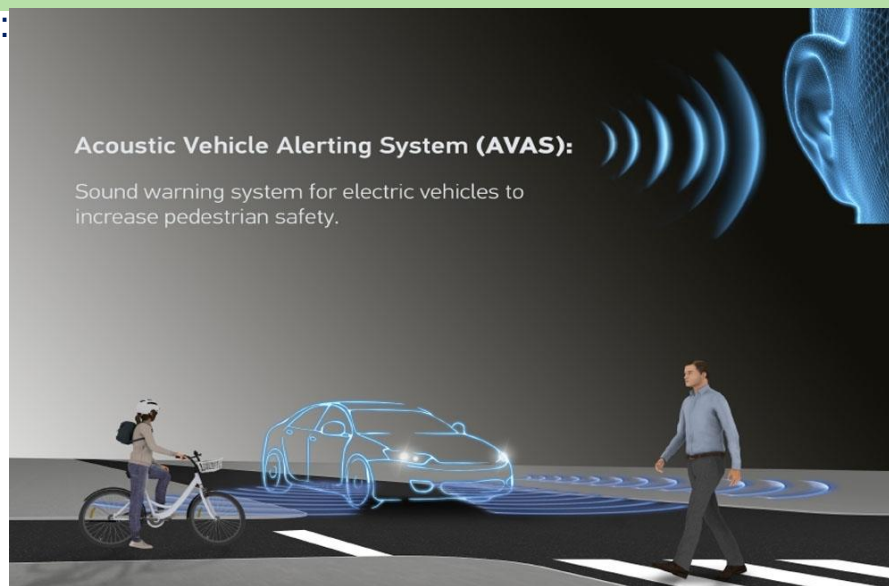 :
Acoustic Vehicle Alerting System (AVAS):
Sound warning system for electric vehicles to
increase pedestrian safety.